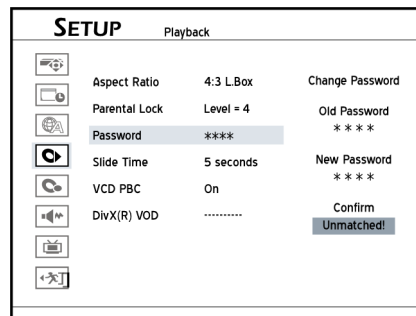 SETUP Playback
Aspect Ratio 4:3 L.Box
Parental Lock Level = 4
Password ****
Slide Time 5 seconds
VCD PBC On
DivX(R) VOD ----------
Change Password
Old Password
* * * *
New Password
* * * *
Confirm
Unmatched!